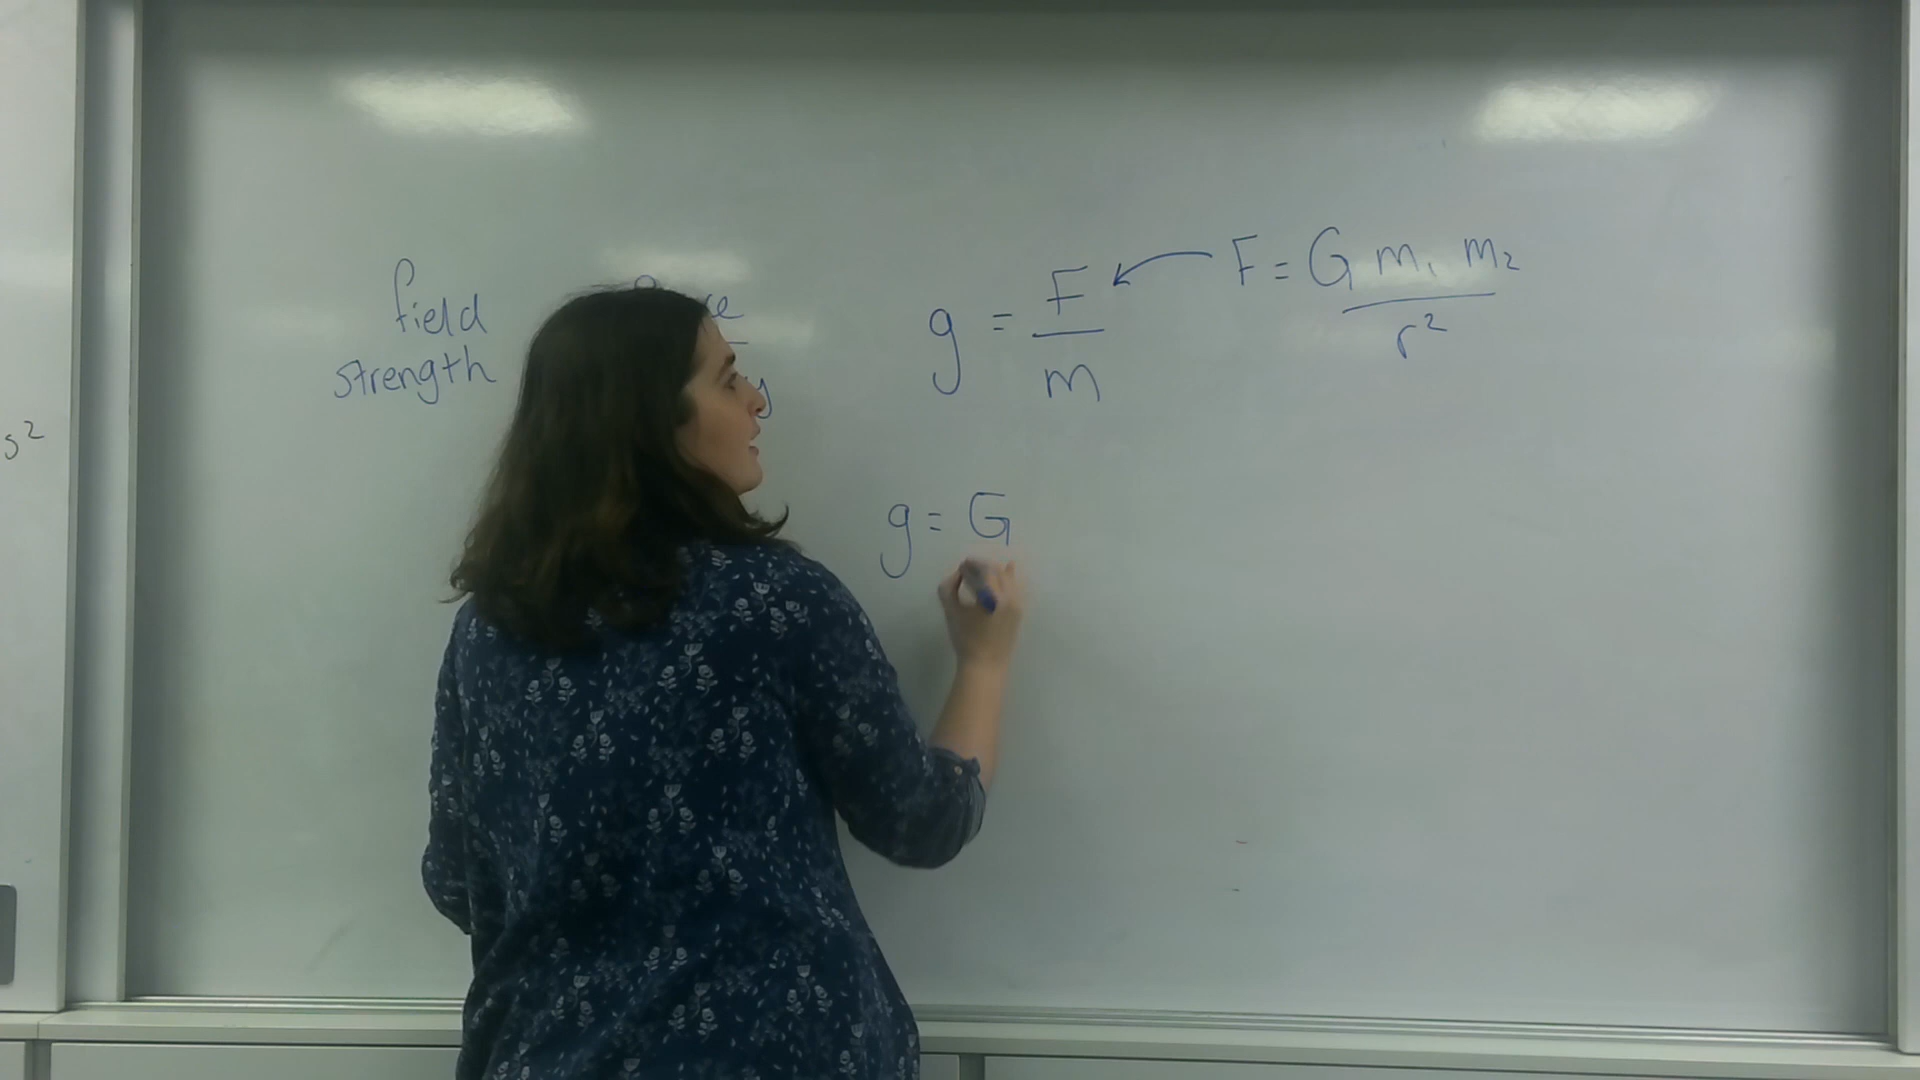 field
strength
g = F/m
F = G m₁ m₂ / r²
g = G
s²